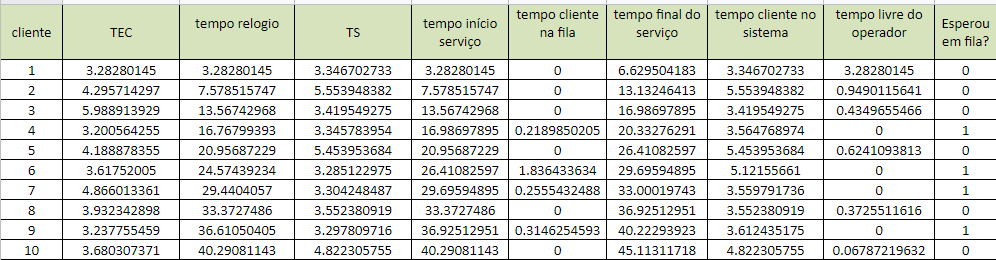 cliente TEC tempo relogio TS tempo início serviço tempo cliente na fila tempo final do serviço tempo cliente no sistema tempo livre do operador Esperou em fila?
1 3.28280145 3.28280145 3.346702733 3.28280145 0 6.629504183 3.346702733 3.28280145 0
2 4.295714297 7.578515747 5.553948382 7.578515747 0 13.13246413 5.553948382 0.9490115641 0
3 5.988913929 13.56742968 3.419549275 13.56742968 0 16.98697895 3.419549275 0.4349655466 0
4 3.200564255 16.76799393 3.345783954 16.98697895 0.2189850205 20.33276291 3.564768974 0 1
5 4.188878355 20.95687229 5.453953684 20.95687229 0 26.41082597 5.453953684 0.6241093813 0
6 3.61752005 24.57439234 3.285122975 26.41082597 1.836433634 29.69594895 5.12155661 0 1
7 4.866013361 29.4404057 3.304248487 29.69594895 0.2555432488 33.00019743 3.559791736 0 1
8 3.932342898 33.3727486 3.552380919 33.3727486 0 36.92512951 3.552380919 0.3725511616 0
9 3.237755459 36.61050405 3.297809716 36.92512951 0.3146254593 40.22293923 3.612435175 0 1
10 3.680307371 40.29081143 4.822305755 40.29081143 0 45.11311718 4.822305755 0.06787219632 0